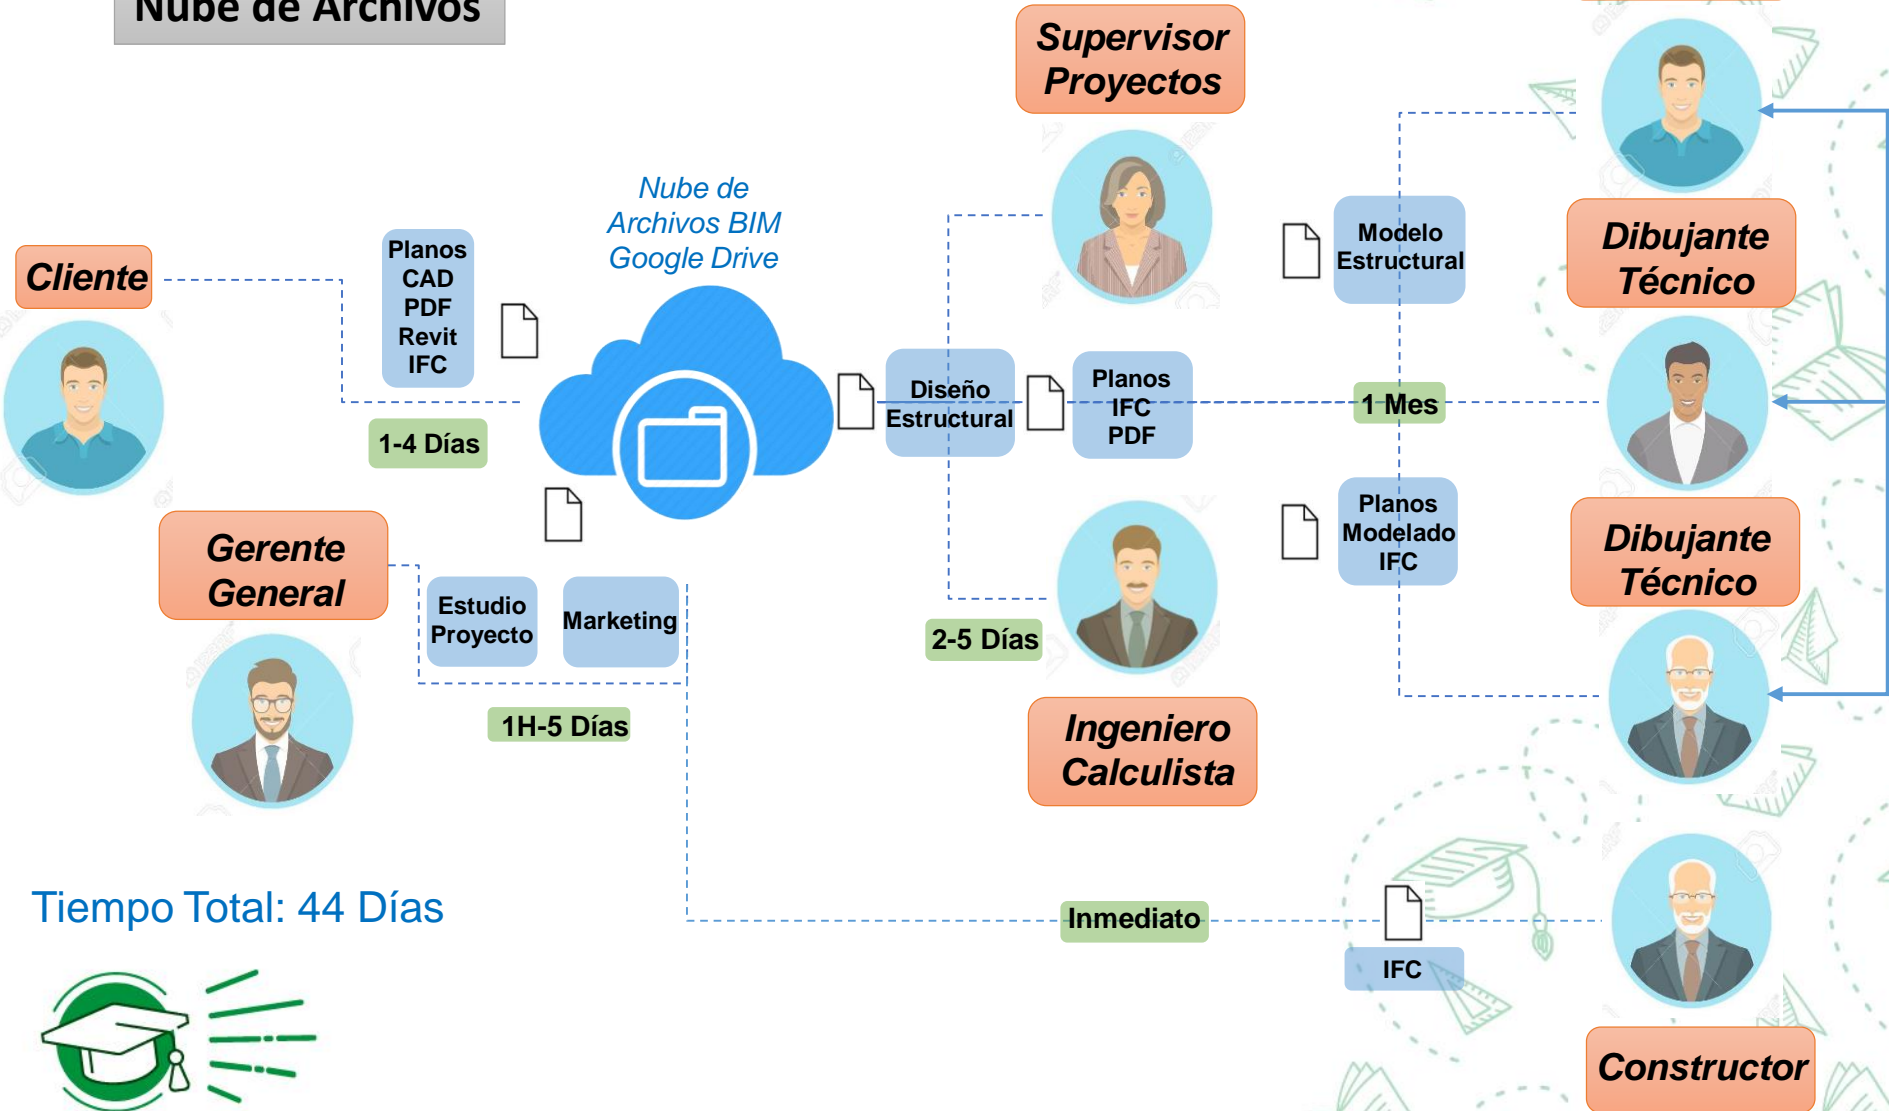 Nube de Archivos
Supervisor
Proyectos
Nube de
Archivos BIM
Google Drive
Cliente
Planos
CAD
PDF
Revit
IFC
1-4 Días
Modelo
Estructural
Dibujante
Técnico
Diseño
Estructural
Planos
IFC
PDF
1 Mes
Gerente
General
Estudio
Proyecto
Marketing
1H-5 Días
2-5 Días
Planos
Modelado
IFC
Dibujante
Técnico
Ingeniero
Calculista
Tiempo Total: 44 Días
Inmediato
IFC
Constructor